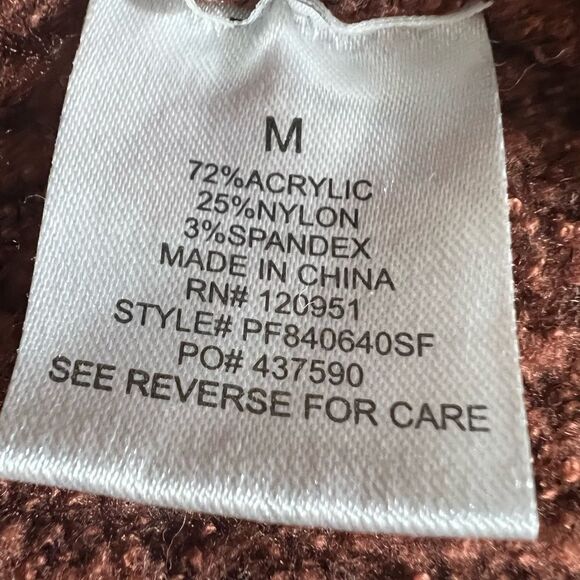 M
72%ACRYLIC
25%NYLON
3%SPANDEX
MADE IN CHINA
RN# 120951
STYLE# PF840640SF
PO# 437590
SEE REVERSE FOR CARE